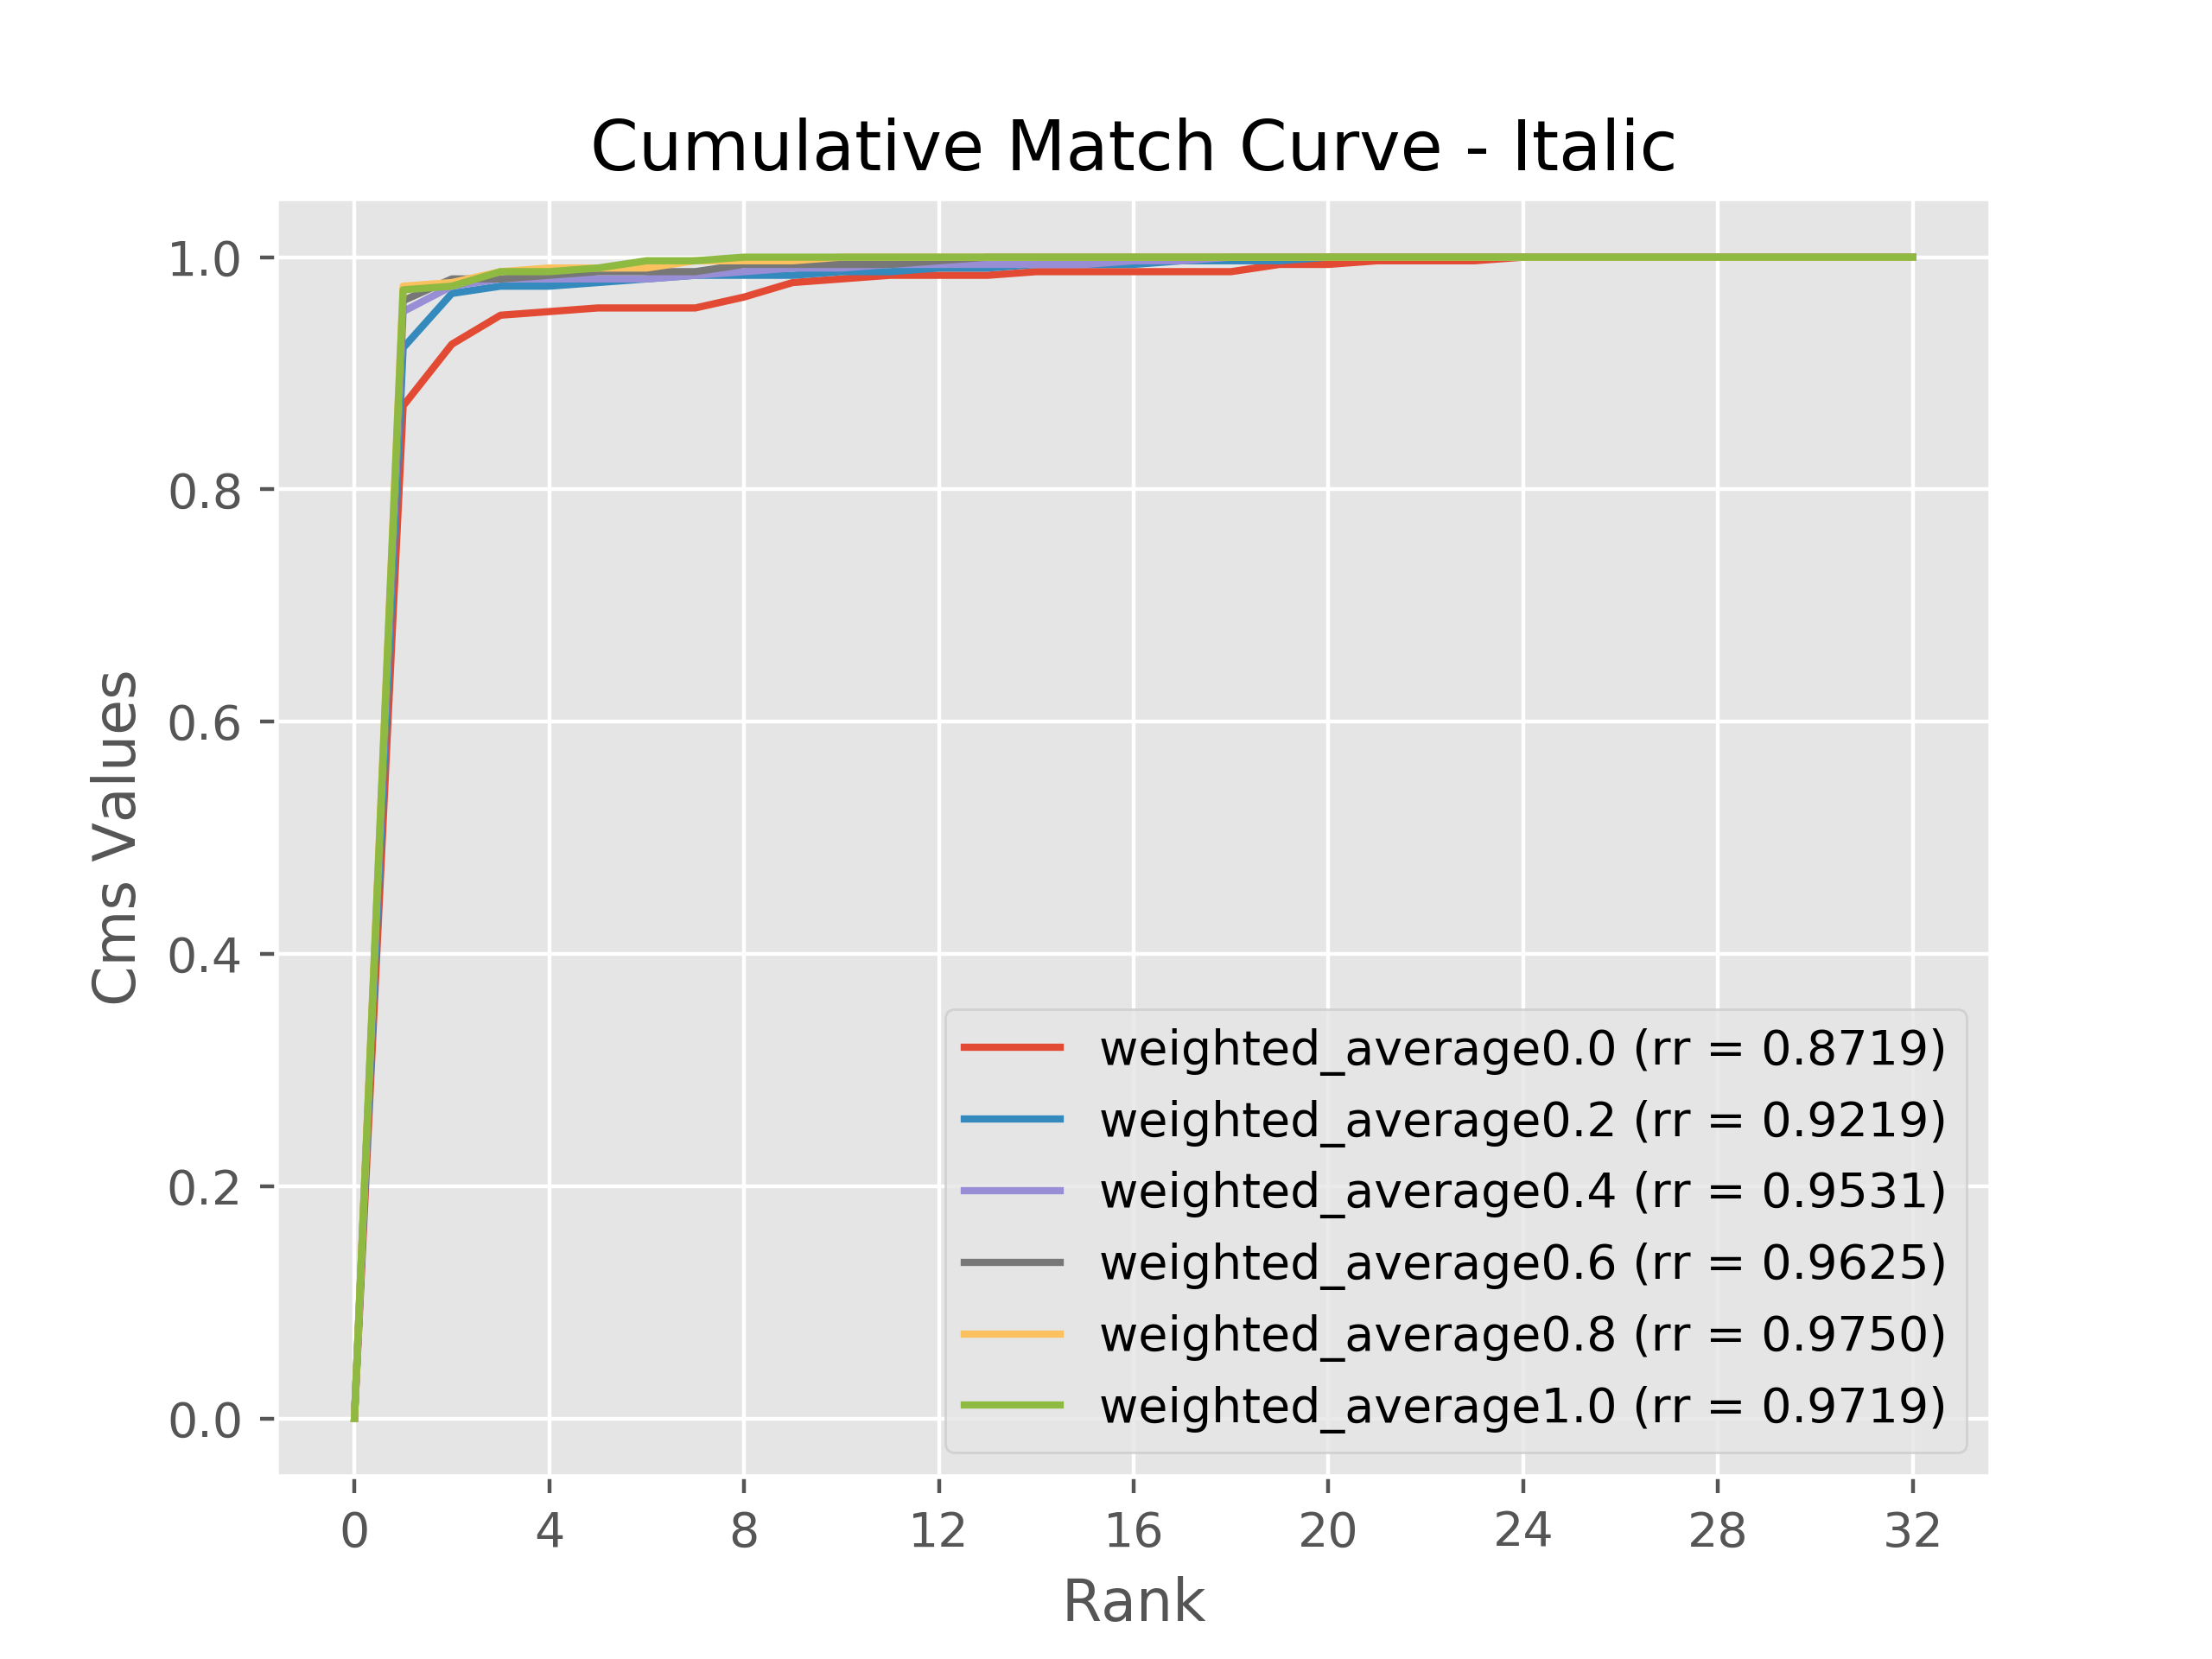 Cumulative Match Curve - Italic
1.0
0.8
0.6
0.4
0.2
0.0
Cms Values
weighted_average0.0 (rr = 0.8719)
weighted_average0.2 (rr = 0.9219)
weighted_average0.4 (rr = 0.9531)
weighted_average0.6 (rr = 0.9625)
weighted_average0.8 (rr = 0.9750)
weighted_average1.0 (rr = 0.9719)
0 4 8 12 16 20 24 28 32
Rank